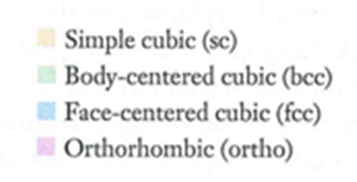 Simple cubic (sc)
Body-centered cubic (bcc)
Face-centered cubic (fcc)
Orthorhombic (ortho)